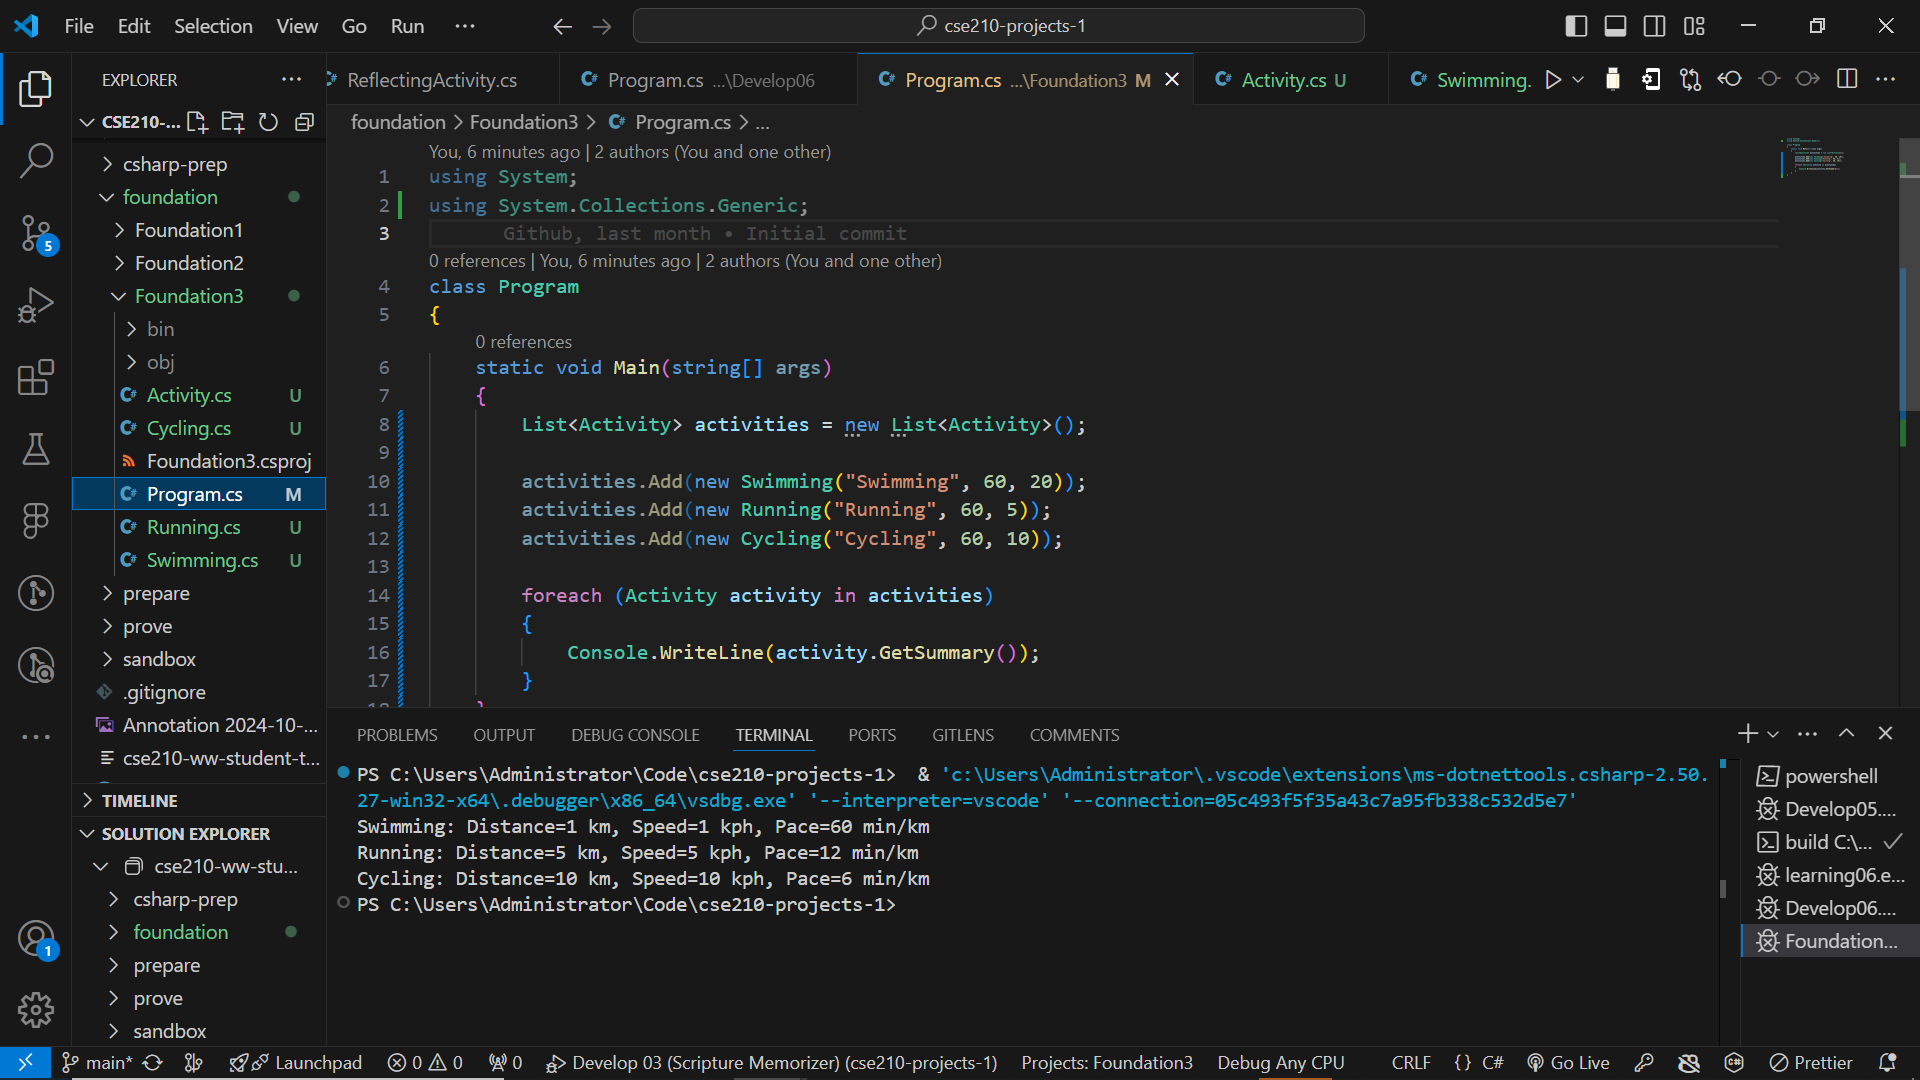 File Edit Selection View Go Run ... cse210-projects-1
EXPLORER ...
ReflectingActivity.cs Program.cs ...\Develop06 Program.cs ...\Foundation3 M Activity.cs U Swimming.
CSE210-...
foundation > Foundation3 > Program.cs > ...
csharp-prep
foundation
Foundation1
Foundation2
Foundation3
bin
obj
Activity.cs U
Cycling.cs U
Foundation3.csproj
Program.cs M
Running.cs U
Swimming.cs U
prepare
prove
sandbox
.gitignore
Annotation 2024-10-...
cse210-ww-student-t...
TIMELINE
SOLUTION EXPLORER
cse210-ww-stu...
csharp-prep
foundation
prepare
prove
sandbox
5
1
You, 6 minutes ago | 2 authors (You and one other)
1 using System;
2 using System.Collections.Generic;
3 Github, last month • Initial commit
0 references | You, 6 minutes ago | 2 authors (You and one other)
4 class Program
5 {
0 references
6 static void Main(string[] args)
7 {
8 List<Activity> activities = new List<Activity>();
9
10 activities.Add(new Swimming("Swimming", 60, 20));
11 activities.Add(new Running("Running", 60, 5));
12 activities.Add(new Cycling("Cycling", 60, 10));
13
14 foreach (Activity activity in activities)
15 {
16 Console.WriteLine(activity.GetSummary());
17 }
PROBLEMS OUTPUT DEBUG CONSOLE TERMINAL PORTS GITLENS COMMENTS
PS C:\Users\Administrator\Code\cse210-projects-1> & 'c:\Users\Administrator\.vscode\extensions\ms-dotnettools.csharp-2.50.
27-win32-x64\.debugger\x86_64\vsdbg.exe' '--interpreter=vscode' '--connection=05c493f5f35a43c7a95fb338c532d5e7'
Swimming: Distance=1 km, Speed=1 kph, Pace=60 min/km
Running: Distance=5 km, Speed=5 kph, Pace=12 min/km
Cycling: Distance=10 km, Speed=10 kph, Pace=6 min/km
PS C:\Users\Administrator\Code\cse210-projects-1>
powershell
Develop05....
build C:\...
learning06.e...
Develop06....
Foundation...
main* Launchpad 0 0 0 Develop 03 (Scripture Memorizer) (cse210-projects-1) Projects: Foundation3 Debug Any CPU CRLF {} C# Go Live Prettier